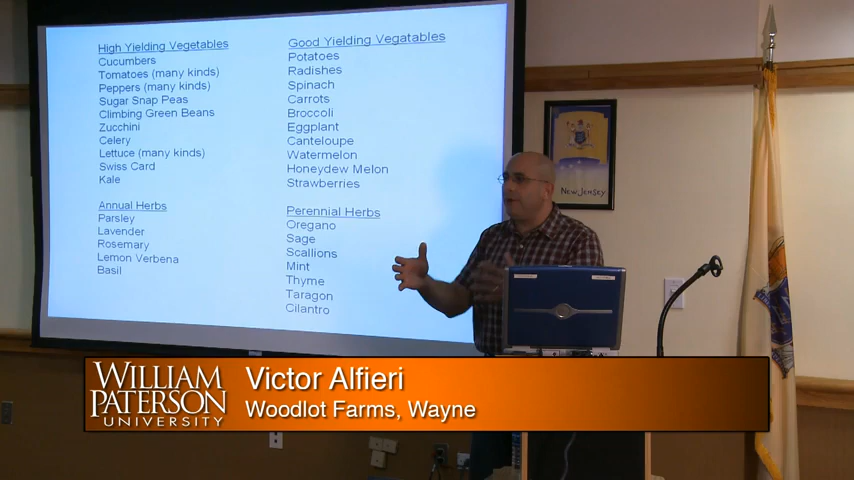 High Yielding Vegetables
Cucumbers
Tomatoes (many kinds)
Peppers (many kinds)
Sugar Snap Peas
Climbing Green Beans
Zucchini
Celery
Lettuce (many kinds)
Swiss Card
Kale
Good Yielding Vegatables
Potatoes
Radishes
Spinach
Carrots
Broccoli
Eggplant
Canteloupe
Watermelon
Honeydew Melon
Strawberries
Annual Herbs
Parsley
Lavender
Rosemary
Lemon Verbena
Basil
Perennial Herbs
Oregano
Sage
Scallions
Mint
Thyme
Taragon
Cilantro
NEW JERSEY
WILLIAM
PATERSON
UNIVERSITY
Victor Alfieri
Woodlot Farms, Wayne